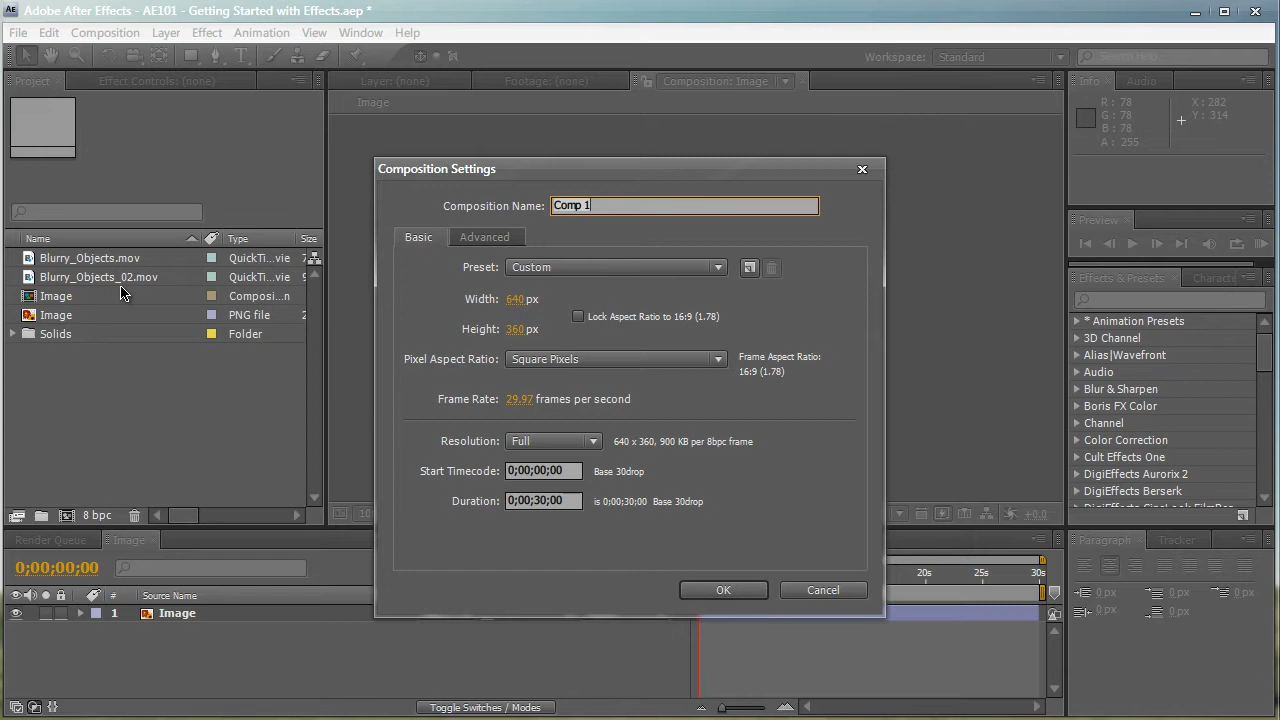 Adobe After Effects - AE101 - Getting Started with Effects.aep *
File Edit Composition Layer Effect Animation View Window Help
Workspace: Standard Search Help
Project Effect Controls: (none) Layer: (none) Footage: (none) Composition: Image Info Audio
Image
R : 78 X : 282
G : 78 Y : 314
B : 78
A : 255
Composition Settings
Composition Name: Comp 1
Basic Advanced
Preset: Custom
Width: 640 px
Lock Aspect Ratio to 16:9 (1.78)
Height: 360 px
Pixel Aspect Ratio: Square Pixels Frame Aspect Ratio:
16:9 (1.78)
Frame Rate: 29.97 frames per second
Resolution: Full 640 x 360, 900 KB per 8bpc frame
Start Timecode: 0;00;00;00 Base 30drop
Duration: 0;00;30;00 is 0;00;30;00 Base 30drop
OK Cancel
Name Type Size
Blurry_Objects.mov QuickTi...vie
Blurry_Objects_02.mov QuickTi...vie
Image Composi...n
Image PNG file 2
Solids Folder
8 bpc
+0.0
Preview
Effects & Presets
* Animation Presets
3D Channel
Alias|Wavefront
Audio
Blur & Sharpen
Boris FX Color
Channel
Color Correction
Cult Effects One
DigiEffects Aurorix 2
DigiEffects Berserk
Render Queue Image
0;00;00;00
# Source Name
1 Image
20s 25s 30s
Toggle Switches / Modes
Paragraph Tracker
0 px 0 px 0 px
0 px 0 px